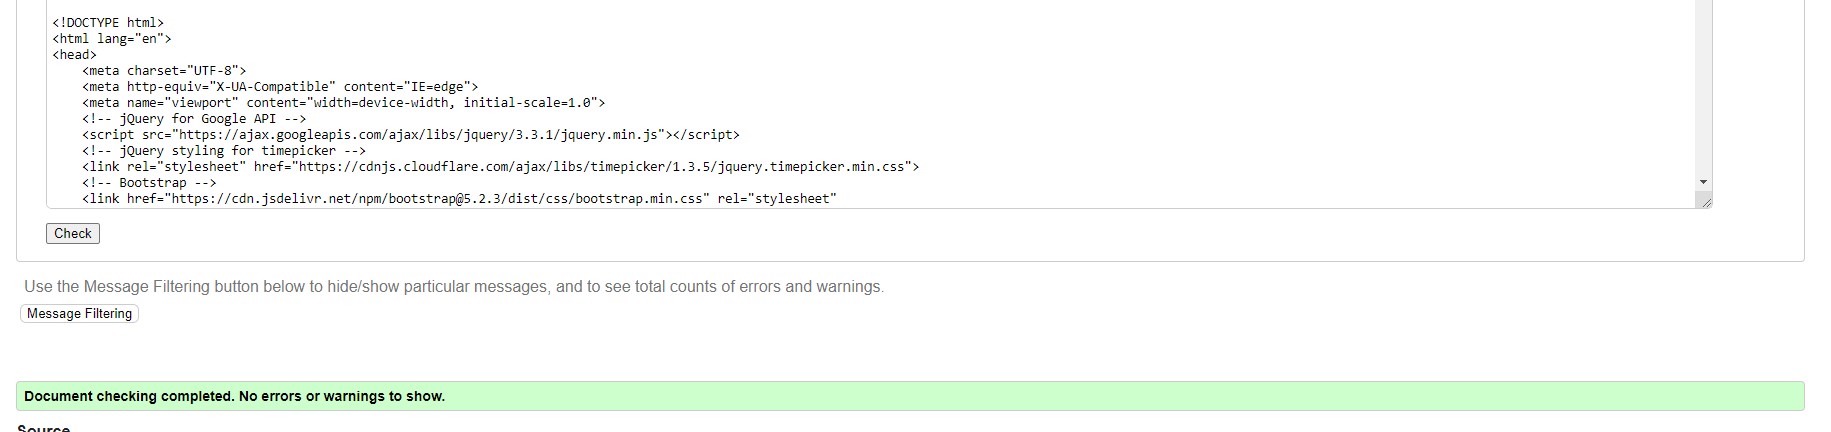 <!DOCTYPE html>
<html lang="en">
<head>
    <meta charset="UTF-8">
    <meta http-equiv="X-UA-Compatible" content="IE=edge">
    <meta name="viewport" content="width=device-width, initial-scale=1.0">
    <!-- jQuery for Google API -->
    <script src="https://ajax.googleapis.com/ajax/libs/jquery/3.3.1/jquery.min.js"></script>
    <!-- jQuery styling for timepicker -->
    <link rel="stylesheet" href="https://cdnjs.cloudflare.com/ajax/libs/timepicker/1.3.5/jquery.timepicker.min.css">
    <!-- Bootstrap -->
    <link href="https://cdn.jsdelivr.net/npm/bootstrap@5.2.3/dist/css/bootstrap.min.css" rel="stylesheet"
Check
Use the Message Filtering button below to hide/show particular messages, and to see total counts of errors and warnings.
Message Filtering
Document checking completed. No errors or warnings to show.
Source